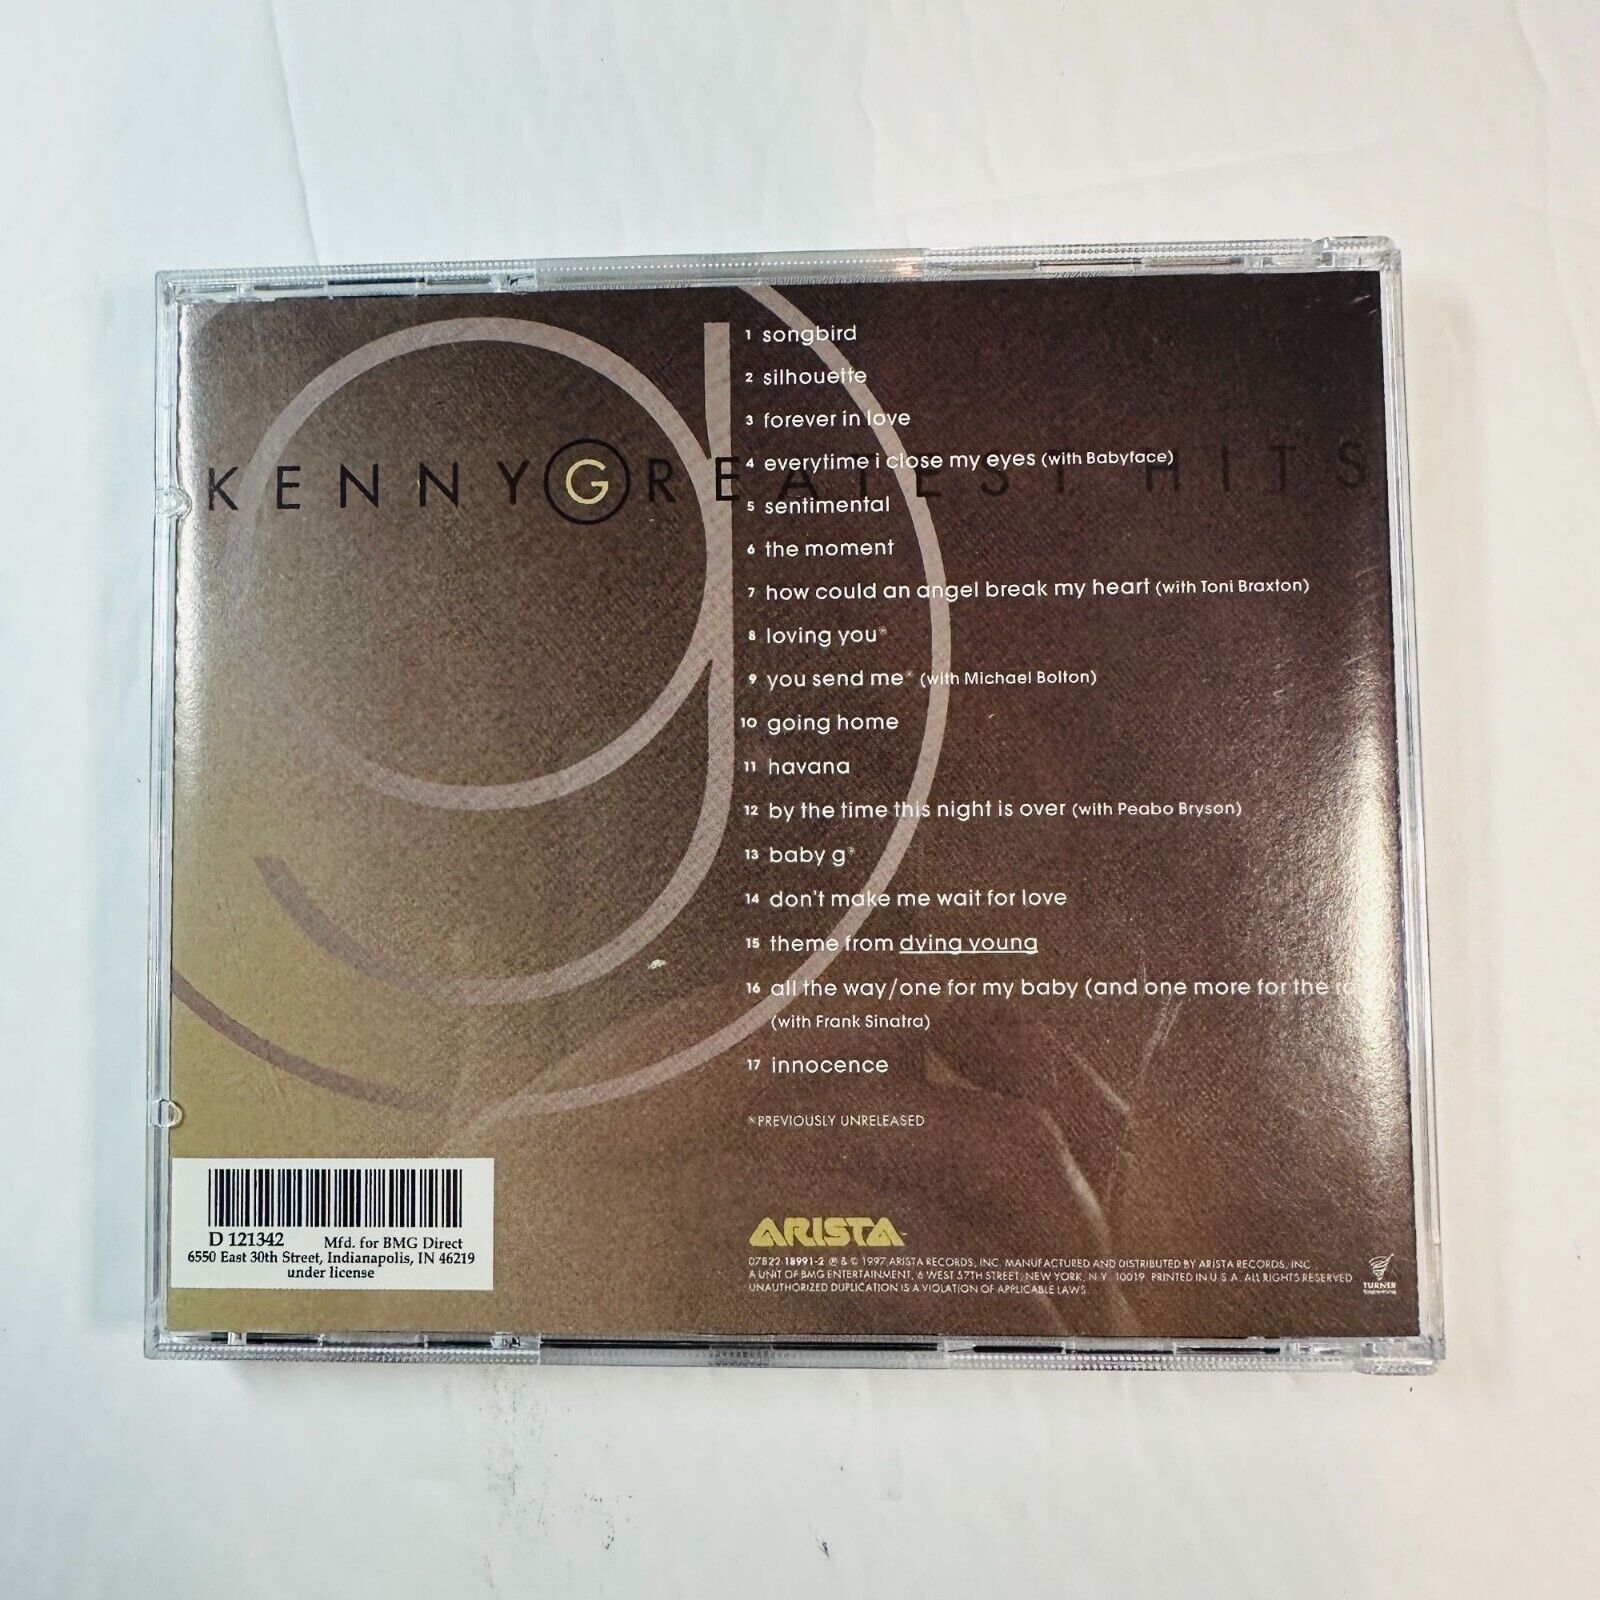 KENNY GREATEST HITS
1 songbird
2 silhouette
3 forever in love
4 everytime i close my eyes (with Babyface)
5 sentimental
6 the moment
7 how could an angel break my heart (with Toni Braxton)
8 loving you*
9 you send me* (with Michael Bolton)
10 going home
11 havana
12 by the time this night is over (with Peabo Bryson)
13 baby g*
14 don't make me wait for love
15 theme from dying young
16 all the way/one for my baby (and one more for the
(with Frank Sinatra)
17 innocence
*PREVIOUSLY UNRELEASED
D 121342 Mfd. for BMG Direct
6550 East 30th Street, Indianapolis, IN 46219
under license
ARISTA
07822-18991-2 ℗ & © 1997 ARISTA RECORDS, INC. MANUFACTURED AND DISTRIBUTED BY ARISTA RECORDS, INC.,
A UNIT OF BMG ENTERTAINMENT, 6 WEST 57TH STREET, NEW YORK, N.Y. 10019. PRINTED IN U.S.A. ALL RIGHTS RESERVED
UNAUTHORIZED DUPLICATION IS A VIOLATION OF APPLICABLE LAWS.
TURNER